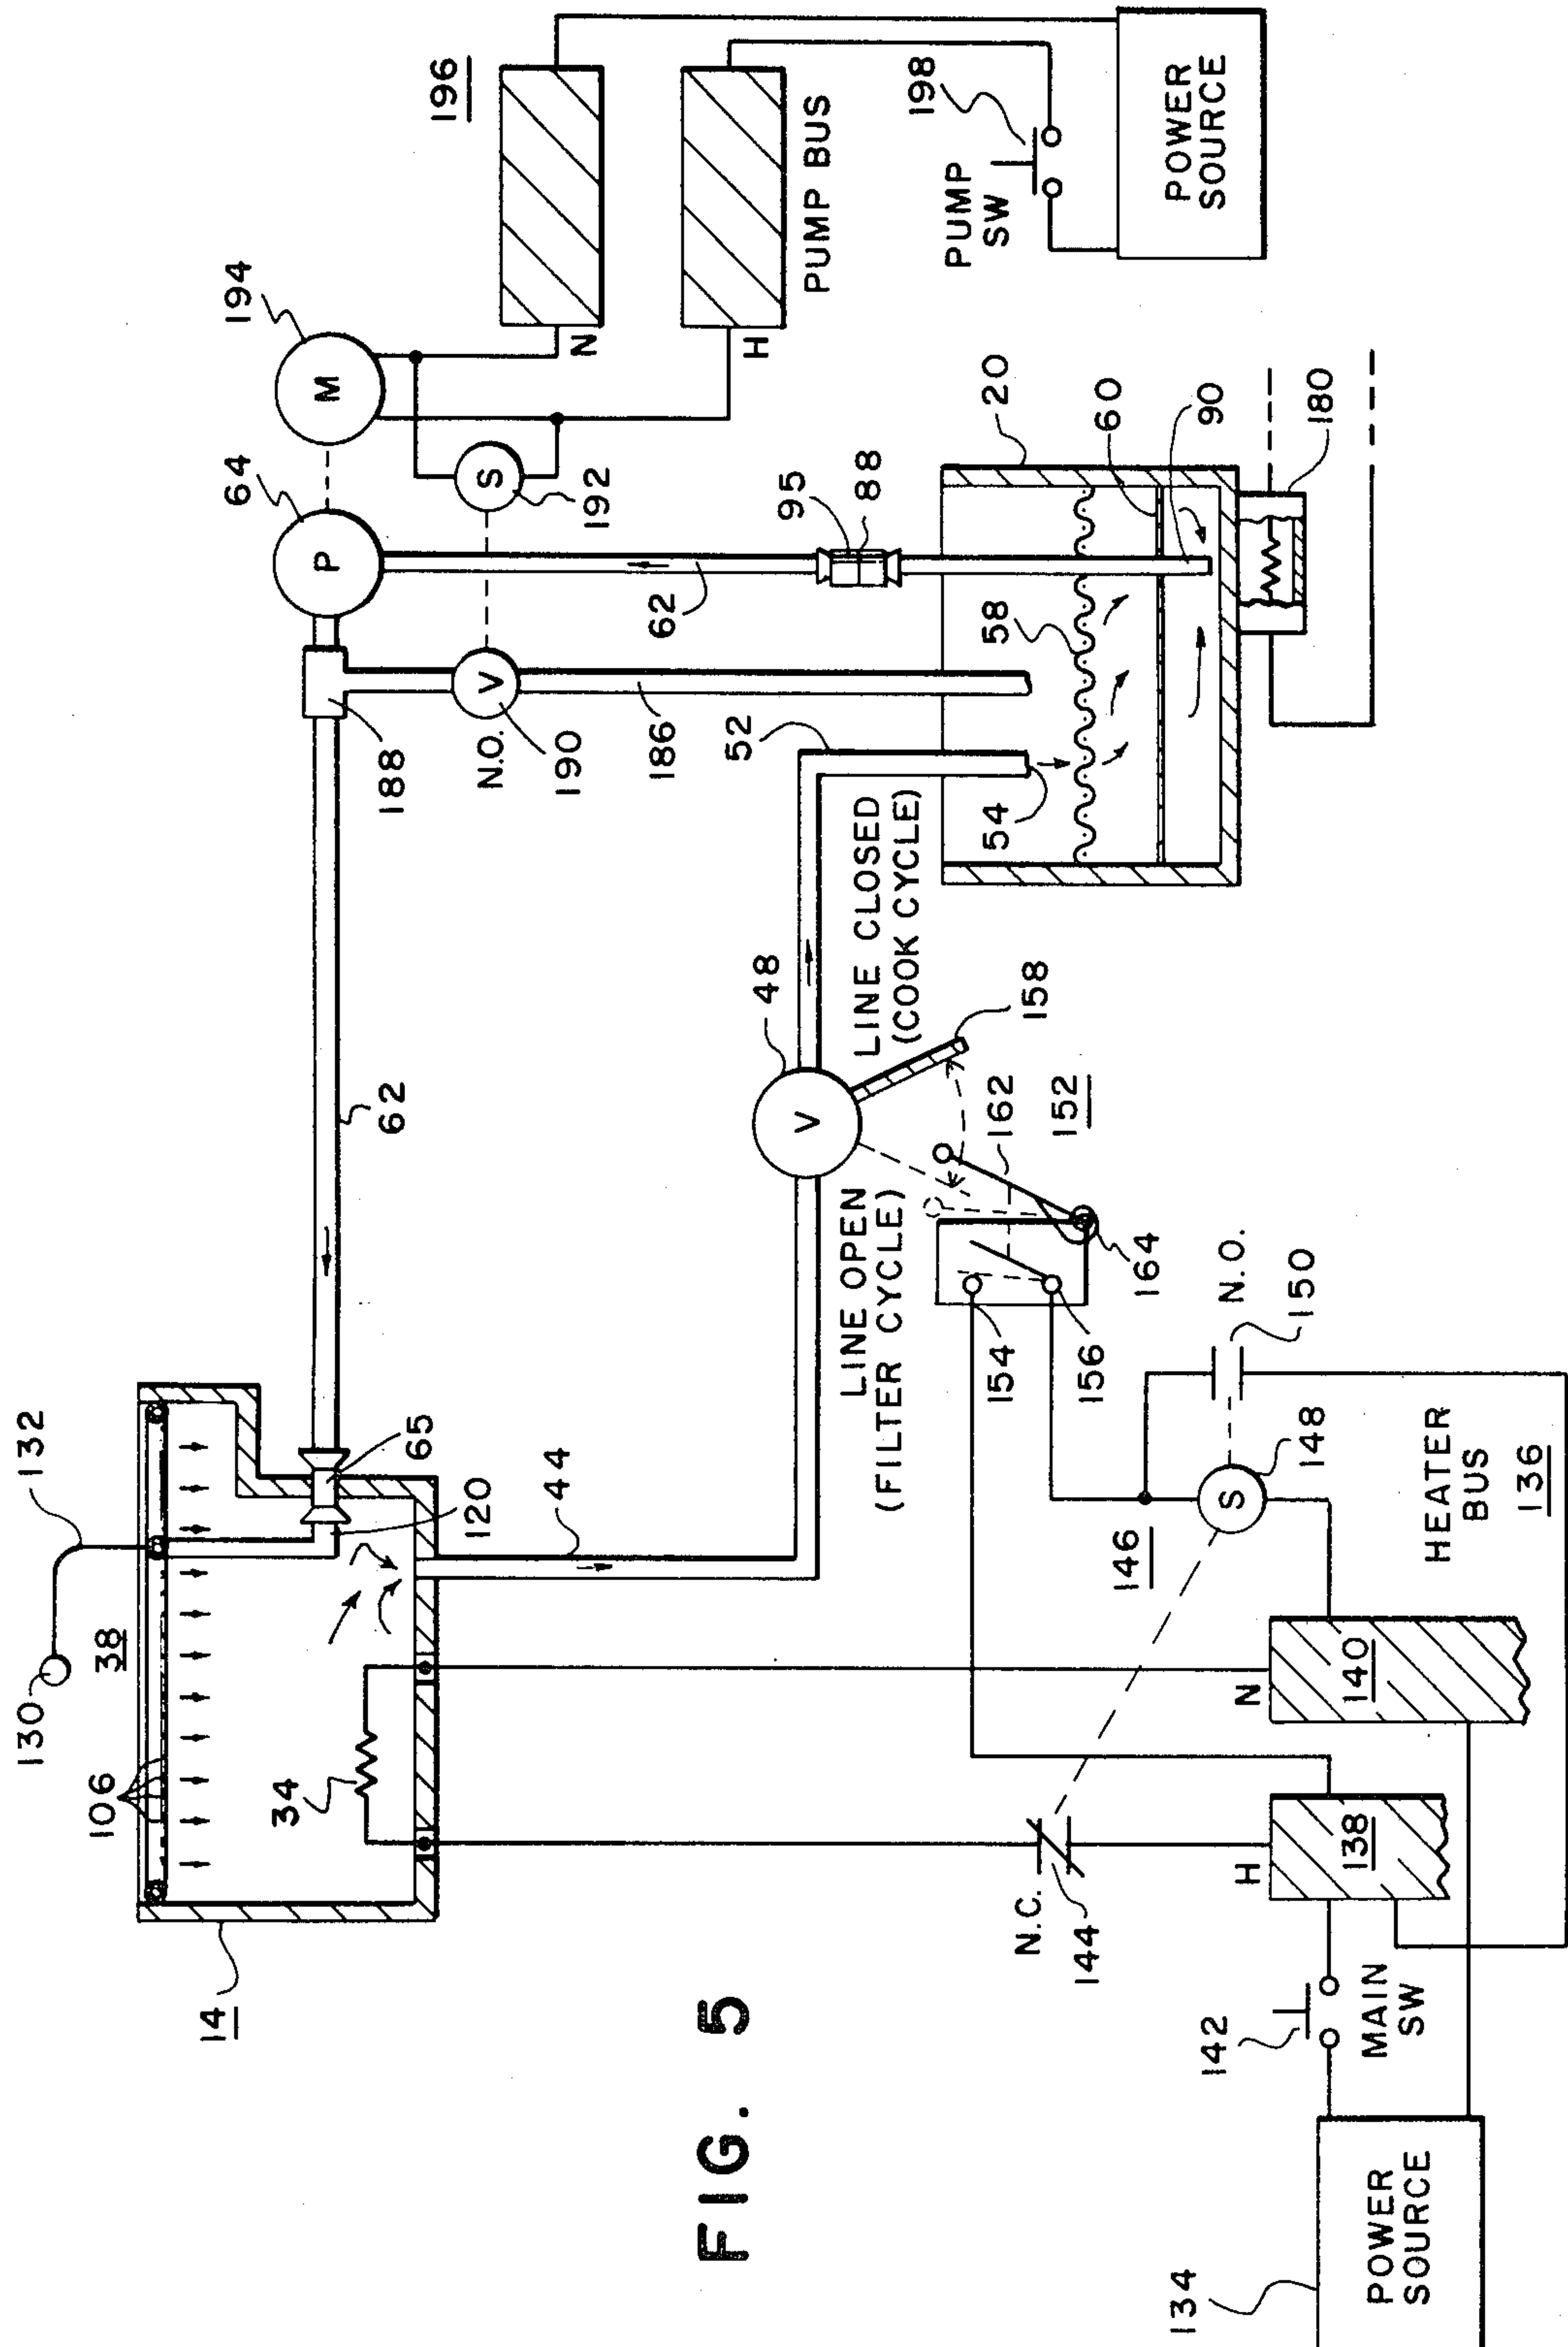 FIG. 5
14
38
130
132
106
34
65
120
44
62
188
64
P
194
M
196
N
H
PUMP BUS
192
S
V
N.O.
190
186
52
95
88
62
58
54
20
60
90
180
PUMP
SW
198
POWER
SOURCE
48
V
LINE CLOSED
(COOK CYCLE)
LINE OPEN
(FILTER CYCLE)
158
162
152
164
154
156
N.O.
150
148
S
146
HEATER
BUS
136
N
140
H
138
N.C.
144
142
MAIN
SW
134
POWER
SOURCE